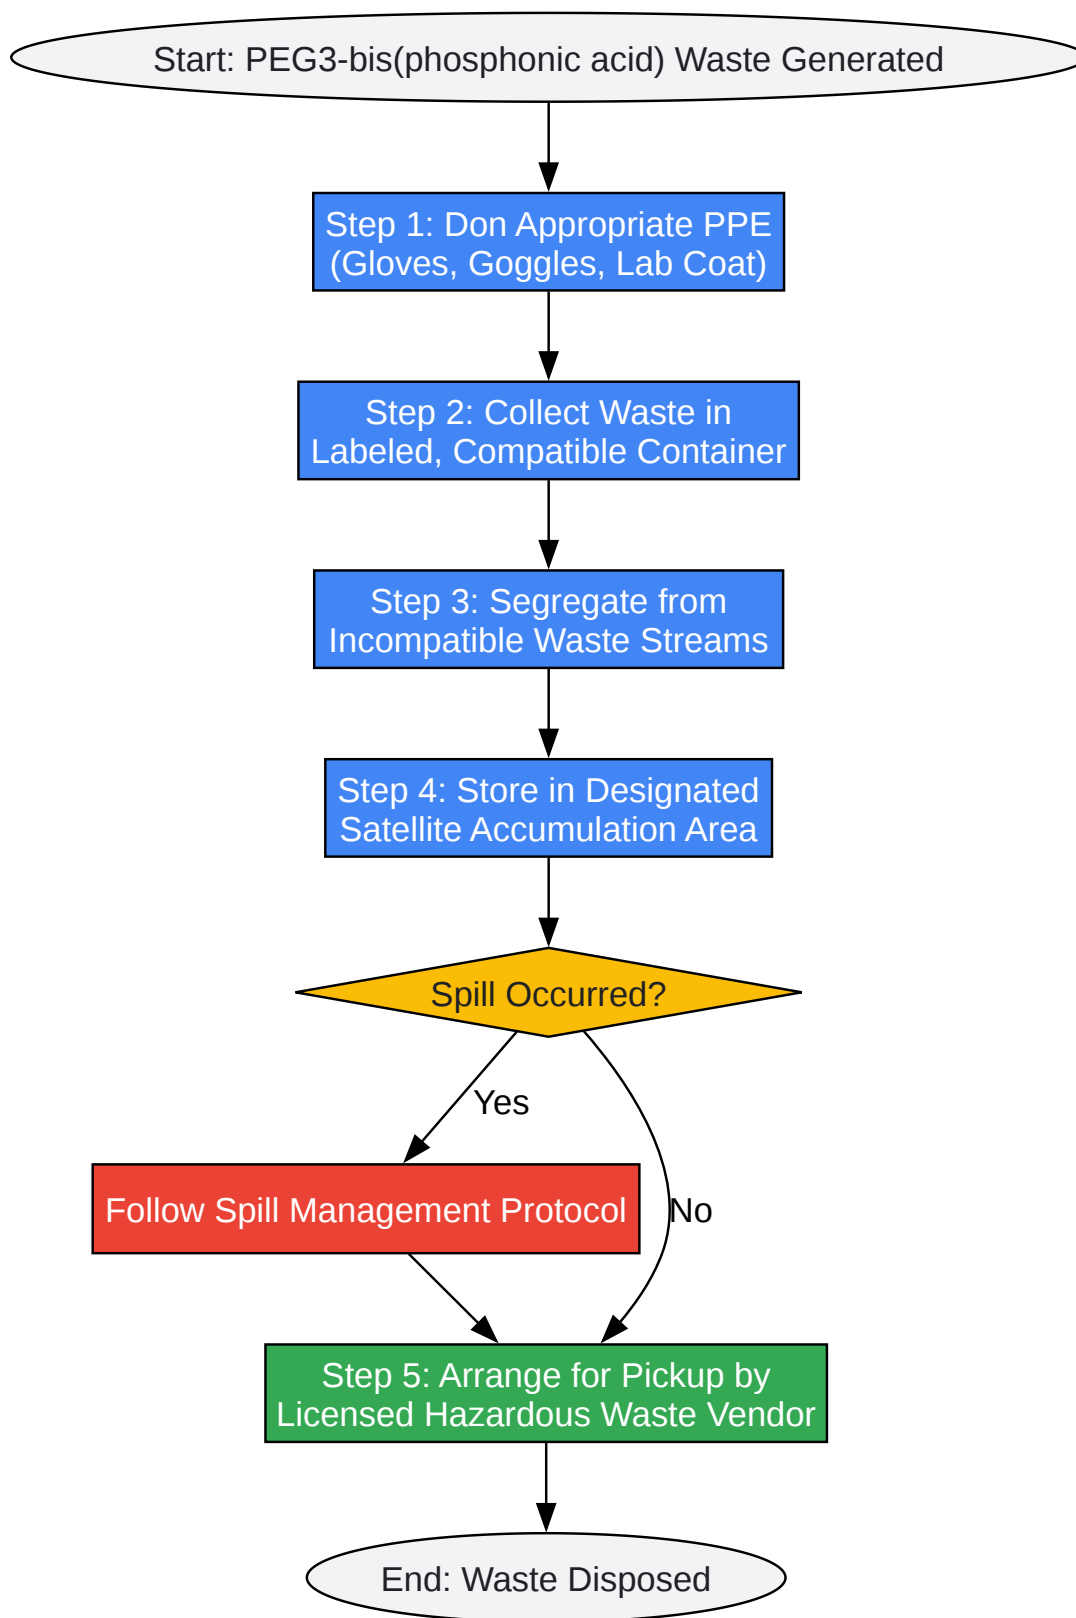 Start: PEG3-bis(phosphonic acid) Waste Generated
Step 1: Don Appropriate PPE
(Gloves, Goggles, Lab Coat)
Step 2: Collect Waste in
Labeled, Compatible Container
Step 3: Segregate from
Incompatible Waste Streams
Step 4: Store in Designated
Satellite Accumulation Area
Spill Occurred?
Yes
Follow Spill Management Protocol
No
Step 5: Arrange for Pickup by
Licensed Hazardous Waste Vendor
End: Waste Disposed